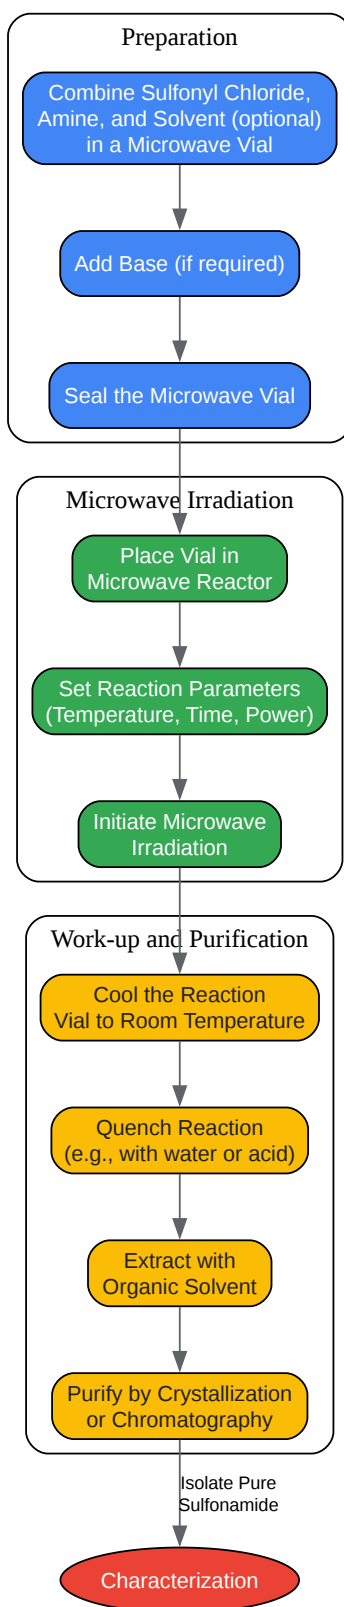 Preparation
Combine Sulfonyl Chloride,
Amine, and Solvent (optional)
in a Microwave Vial
Add Base (if required)
Seal the Microwave Vial
Microwave Irradiation
Place Vial in
Microwave Reactor
Set Reaction Parameters
(Temperature, Time, Power)
Initiate Microwave
Irradiation
Work-up and Purification
Cool the Reaction
Vial to Room Temperature
Quench Reaction
(e.g., with water or acid)
Extract with
Organic Solvent
Purify by Crystallization
or Chromatography
Isolate Pure
Sulfonamide
Characterization